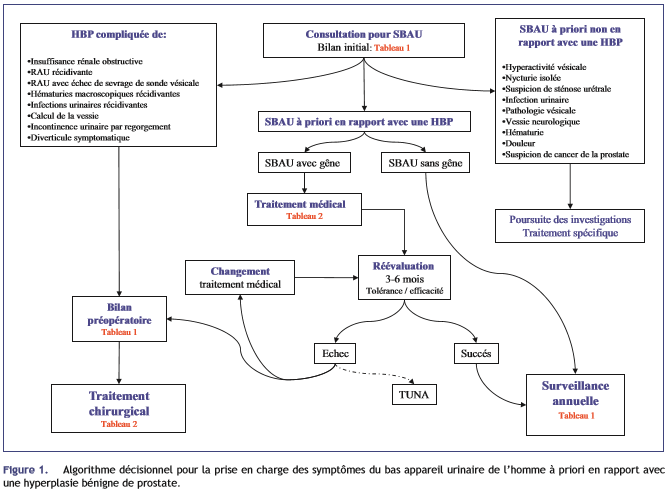 HBP compliquée de:
•Insuffisance rénale obstructive
•RAU récidivante
•RAU avec échec de sevrage de sonde vésicale
•Hématuries macroscopiques récidivantes
•Infections urinaires récidivantes
•Calcul de la vessie
•Incontinence urinaire par regorgement
•Diverticule symptomatique
Consultation pour SBAU
Bilan initial: Tableau 1
SBAU à priori non en
rapport avec une HBP
•Hyperactivité vésicale
•Nycturie isolée
•Suspicion de sténose urétrale
•Infection urinaire
•Pathologie vésicale
•Vessie neurologique
•Hématurie
•Douleur
•Suspicion de cancer de la prostate
SBAU à priori en rapport avec une HBP
SBAU avec gêne
SBAU sans gêne
Traitement médical
Tableau 2
Poursuite des investigations
Traitement spécifique
Changement
traitement médical
Réévaluation
3-6 mois
Tolérance / efficacité
Bilan
préopératoire
Tableau 1
Echec
Succés
TUNA
Traitement
chirurgical
Tableau 2
Surveillance
annuelle
Tableau 1
Figure 1. Algorithme décisionnel pour la prise en charge des symptômes du bas appareil urinaire de l'homme à priori en rapport avec
une hyperplasie bénigne de prostate.